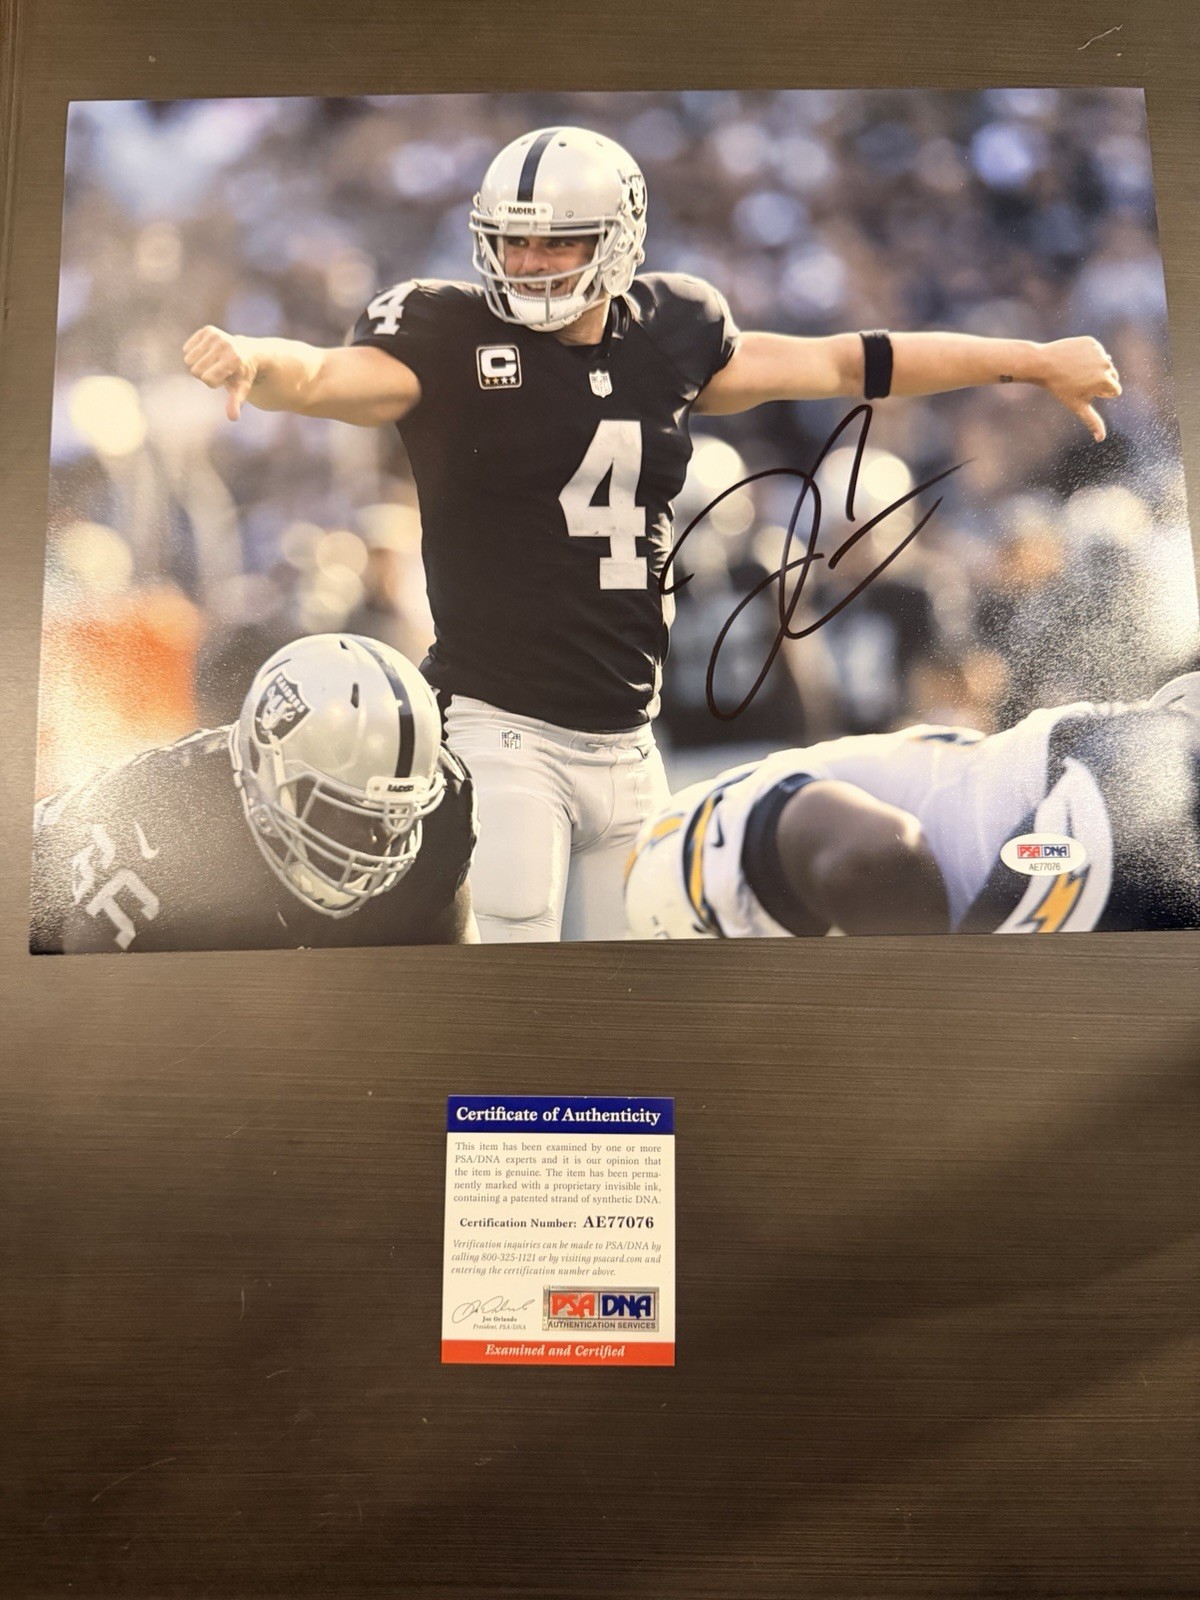 RAIDERS
4
C
NFL
4
RAIDERS
NFL
RAIDERS
PSA DNA
AE77076
Certificate of Authenticity
This item has been examined by one or more
PSA/DNA experts and it is our opinion that
the item is genuine. The item has been perma-
nently marked with a proprietary invisible ink,
containing a patented strand of synthetic DNA.
Certification Number: AE77076
Verification inquiries can be made to PSA/DNA by
calling 800-325-1121 or by visiting psacard.com and
entering the certification number above.
Joe Orlando
President, PSA/DNA
PSA DNA
AUTHENTICATION SERVICES
Examined and Certified